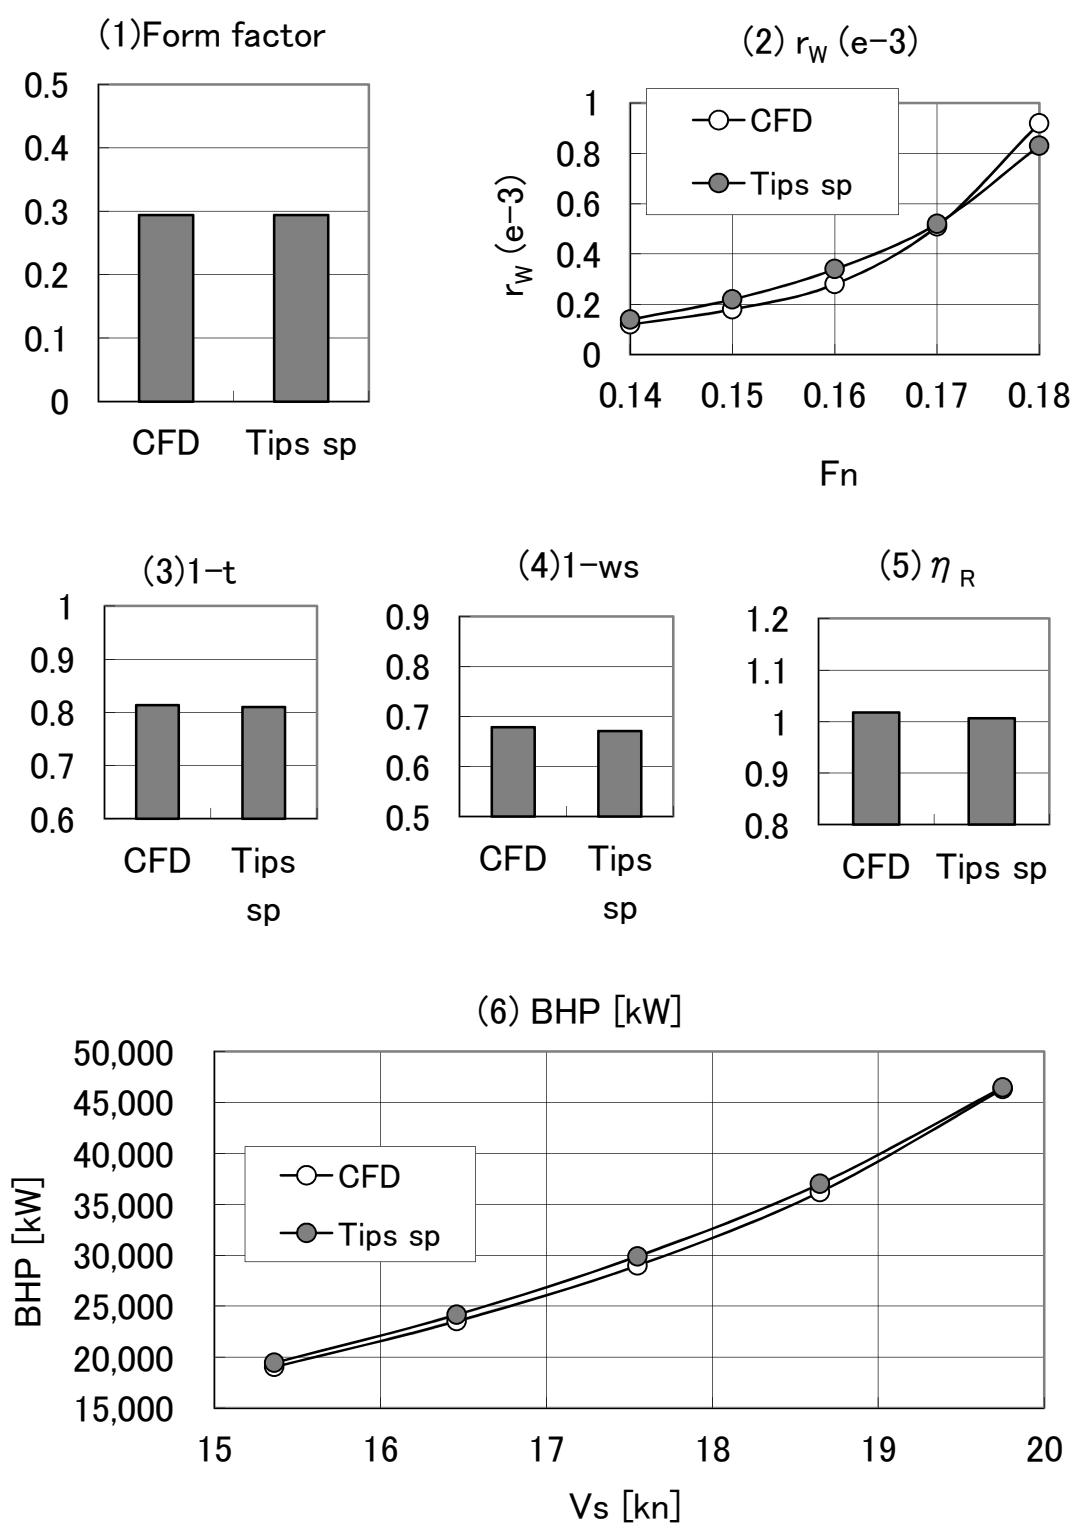 (1)Form factor
0.5
0.4
0.3
0.2
0.1
0
CFD Tips sp
(2) rW (e-3)
rW (e-3)
1
0.8
0.6
0.4
0.2
0
CFD
Tips sp
0.14 0.15 0.16 0.17 0.18
Fn
(3)1-t
1
0.9
0.8
0.7
0.6
CFD Tips
sp
(4)1-ws
0.9
0.8
0.7
0.6
0.5
CFD Tips
sp
(5) η R
1.2
1.1
1
0.9
0.8
CFD Tips sp
(6) BHP [kW]
BHP [kW]
50,000
45,000
40,000
35,000
30,000
25,000
20,000
15,000
CFD
Tips sp
15 16 17 18 19 20
Vs [kn]